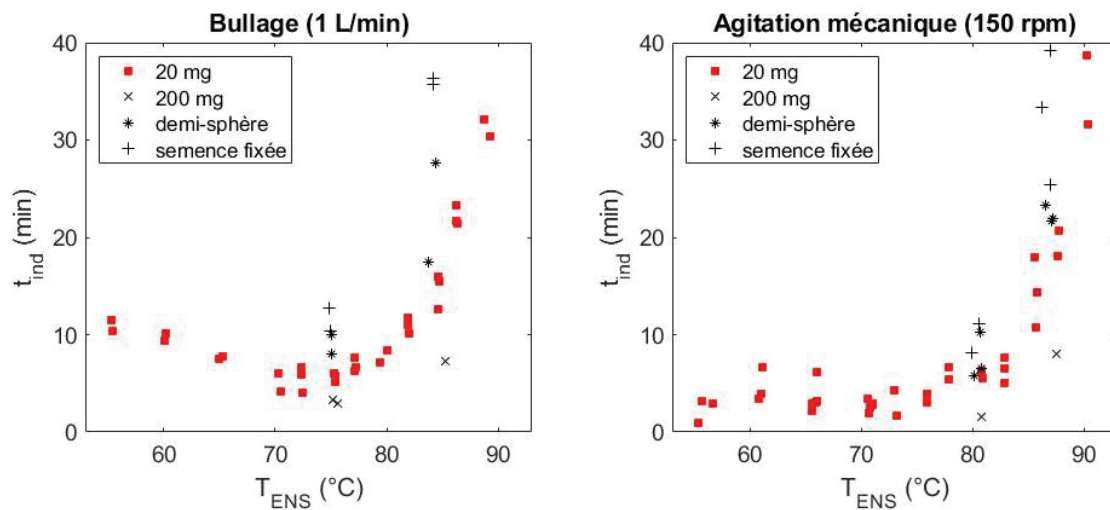 Bullage (1 L/min)
40
30
20
10
0
t_ind (min)
20 mg
200 mg
demi-sphère
semence fixée
60
70
80
90
T_ENS (°C)
Agitation mécanique (150 rpm)
40
30
20
10
0
t_ind (min)
20 mg
200 mg
demi-sphère
semence fixée
60
70
80
90
T_ENS (°C)